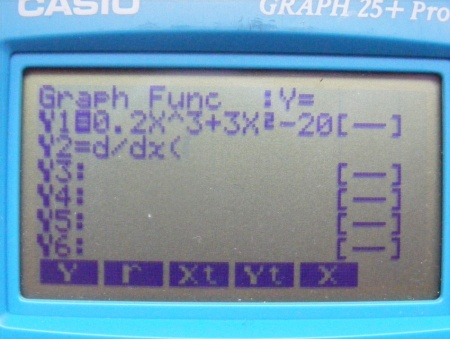 CASIO GRAPH 25+ Pro
Graph Func :Y=
Y1=0.2X^3+3X²-20[—]
Y2=d/dx(
Y3: [—]
Y4: [—]
Y5: [—]
Y6: [—]
Y r Xt Yt X